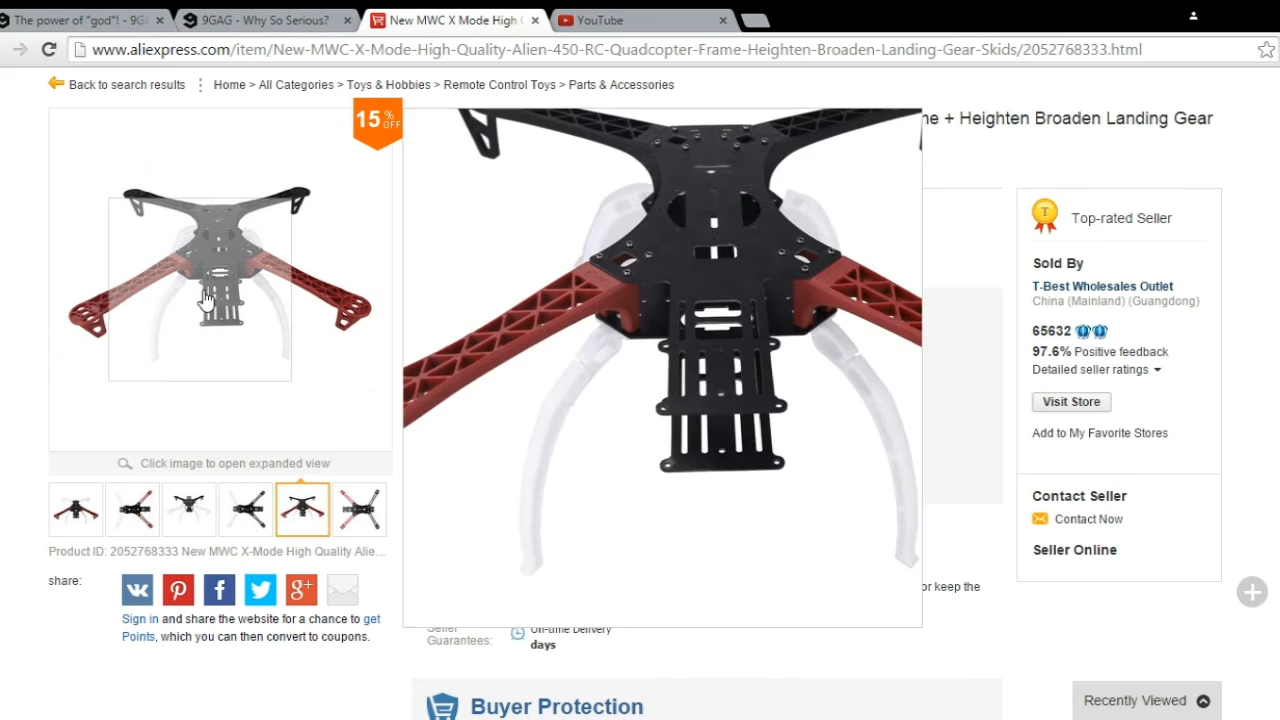 The power of "god"! - 9G
9GAG - Why So Serious?
New MWC X Mode High
YouTube
www.aliexpress.com/item/New-MWC-X-Mode-High-Quality-Alien-450-RC-Quadcopter-Frame-Heighten-Broaden-Landing-Gear-Skids/2052768333.html
Back to search results
Home > All Categories > Toys & Hobbies > Remote Control Toys > Parts & Accessories
15% OFF
+ Heighten Broaden Landing Gear
T
Top-rated Seller
Sold By
T-Best Wholesales Outlet
China (Mainland) (Guangdong)
65632
97.6% Positive feedback
Detailed seller ratings
Visit Store
Add to My Favorite Stores
Contact Seller
Contact Now
Seller Online
Click image to open expanded view
Product ID: 2052768333 New MWC X-Mode High Quality Alie...
share:
Sign in and share the website for a chance to get
Points, which you can then convert to coupons.
or keep the
Seller
Guarantees:
On-time Delivery
days
Buyer Protection
Recently Viewed